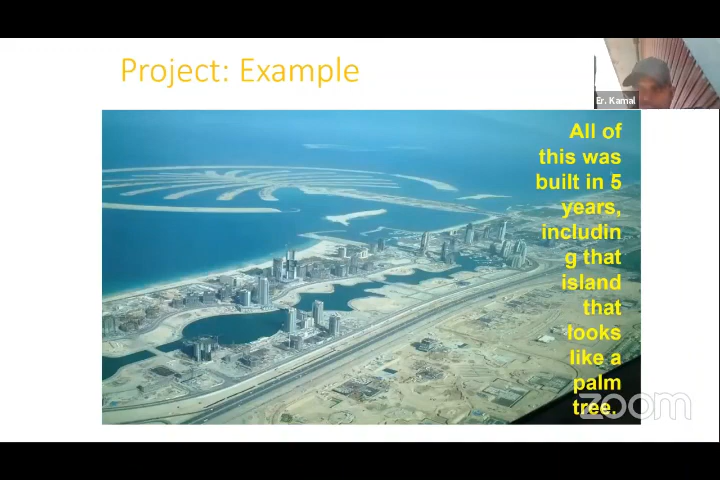 Project: Example
Er. Kamal
All of
this was
built in 5
years,
includin
g that
island
that
looks
like a
palm
tree.
zoom